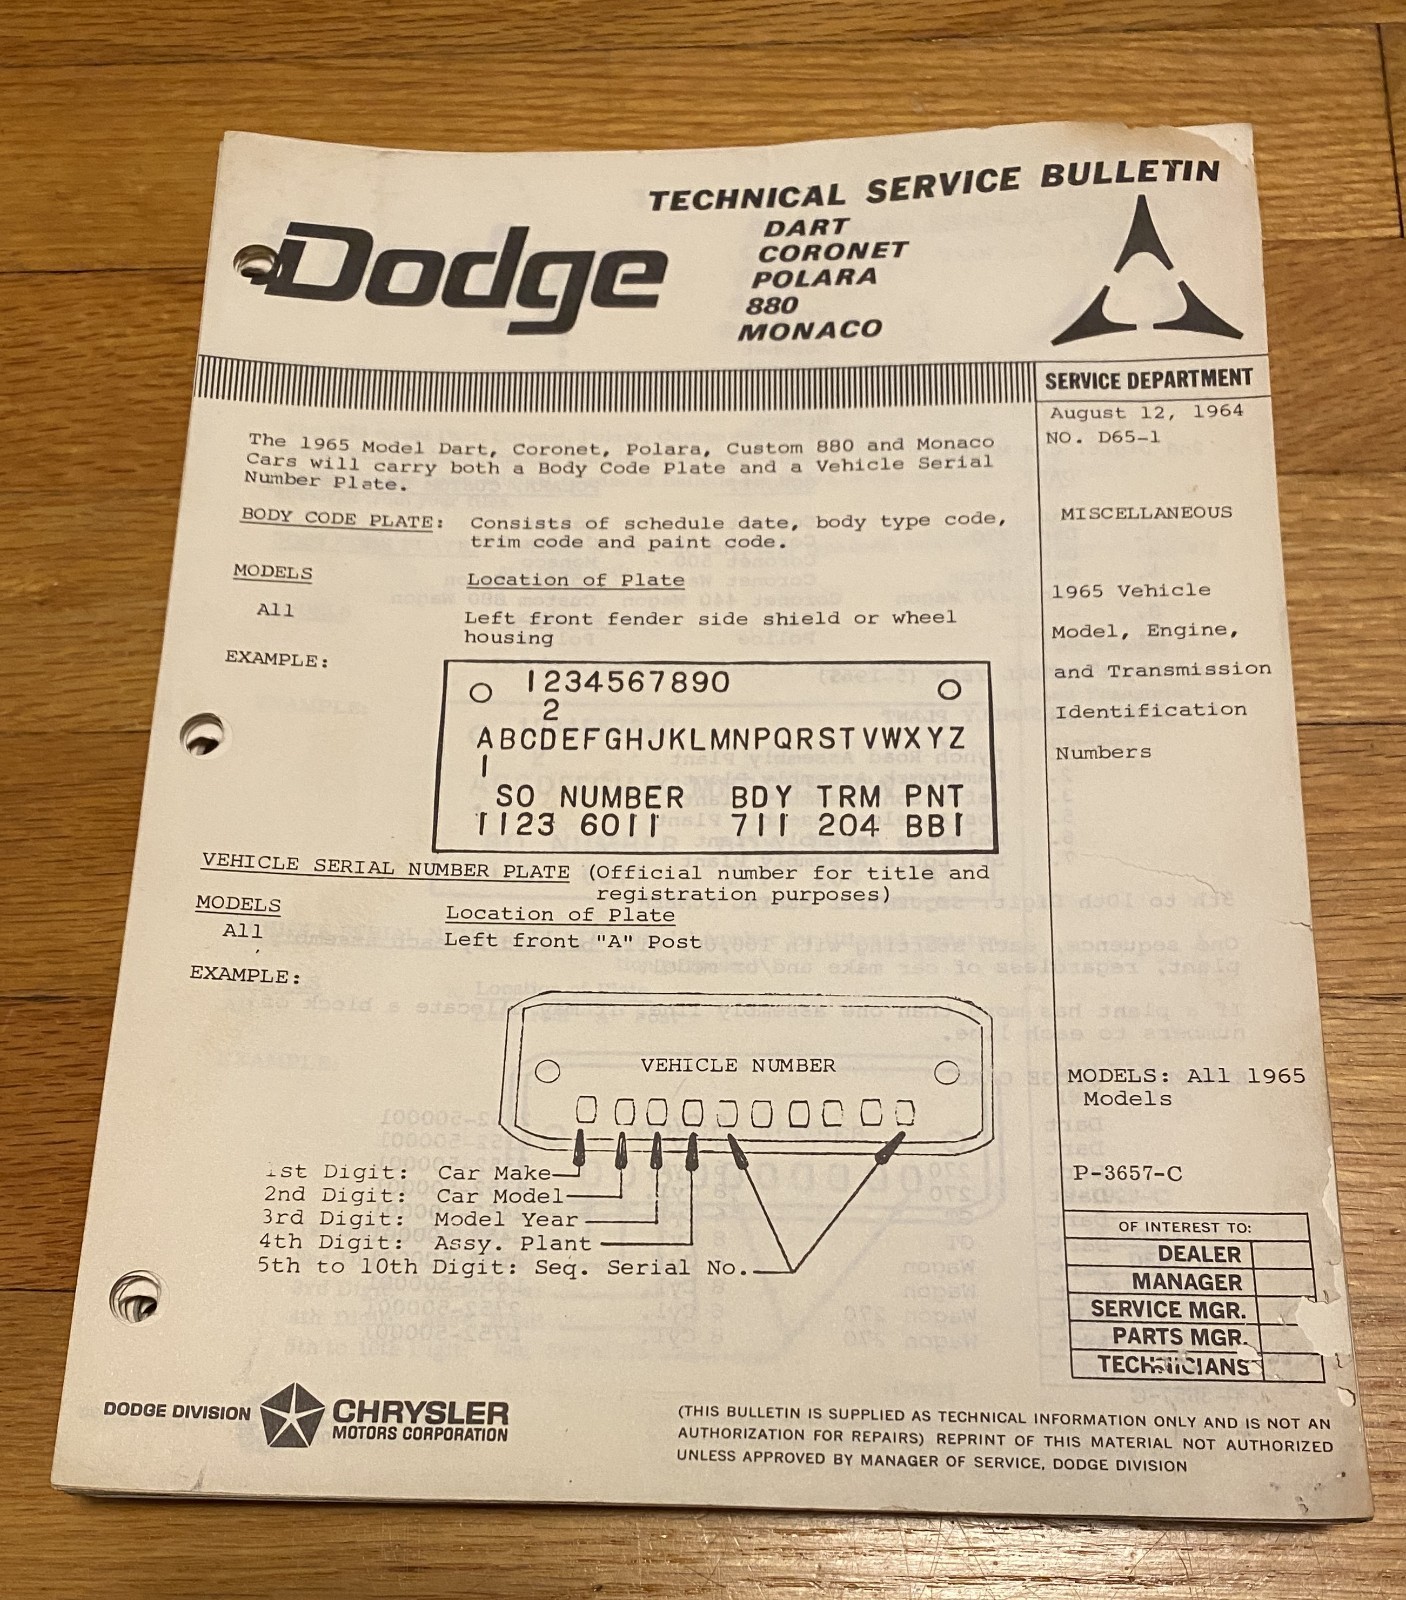 TECHNICAL SERVICE BULLETIN
Dodge
DART
CORONET
POLARA
880
MONACO
SERVICE DEPARTMENT
August 12, 1964
NO. D65-1
MISCELLANEOUS
1965 Vehicle
Model, Engine,
and Transmission
Identification
Numbers
MODELS: All 1965
Models
P-3657-C
OF INTEREST TO:
DEALER
MANAGER
SERVICE MGR.
PARTS MGR.
TECHNICIANS
The 1965 Model Dart, Coronet, Polara, Custom 880 and Monaco
Cars will carry both a Body Code Plate and a Vehicle Serial
Number Plate.
BODY CODE PLATE: Consists of schedule date, body type code,
trim code and paint code.
MODELS Location of Plate
All Left front fender side shield or wheel
housing
EXAMPLE:
1234567890
2
ABCDEFGHJKLMNPQRSTVWXYZ
1
SO NUMBER BDY TRM PNT
1123 6011 711 204 BB1
VEHICLE SERIAL NUMBER PLATE (Official number for title and
registration purposes)
MODELS Location of Plate
All Left front "A" Post
EXAMPLE:
VEHICLE NUMBER
1st Digit: Car Make
2nd Digit: Car Model
3rd Digit: Model Year
4th Digit: Assy. Plant
5th to 10th Digit: Seq. Serial No.
DODGE DIVISION
CHRYSLER
MOTORS CORPORATION
(THIS BULLETIN IS SUPPLIED AS TECHNICAL INFORMATION ONLY AND IS NOT AN
AUTHORIZATION FOR REPAIRS) REPRINT OF THIS MATERIAL NOT AUTHORIZED
UNLESS APPROVED BY MANAGER OF SERVICE, DODGE DIVISION